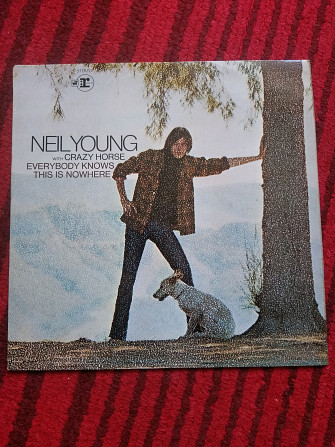 NEIL YOUNG
with CRAZY HORSE
EVERYBODY KNOWS
THIS IS NOWHERE